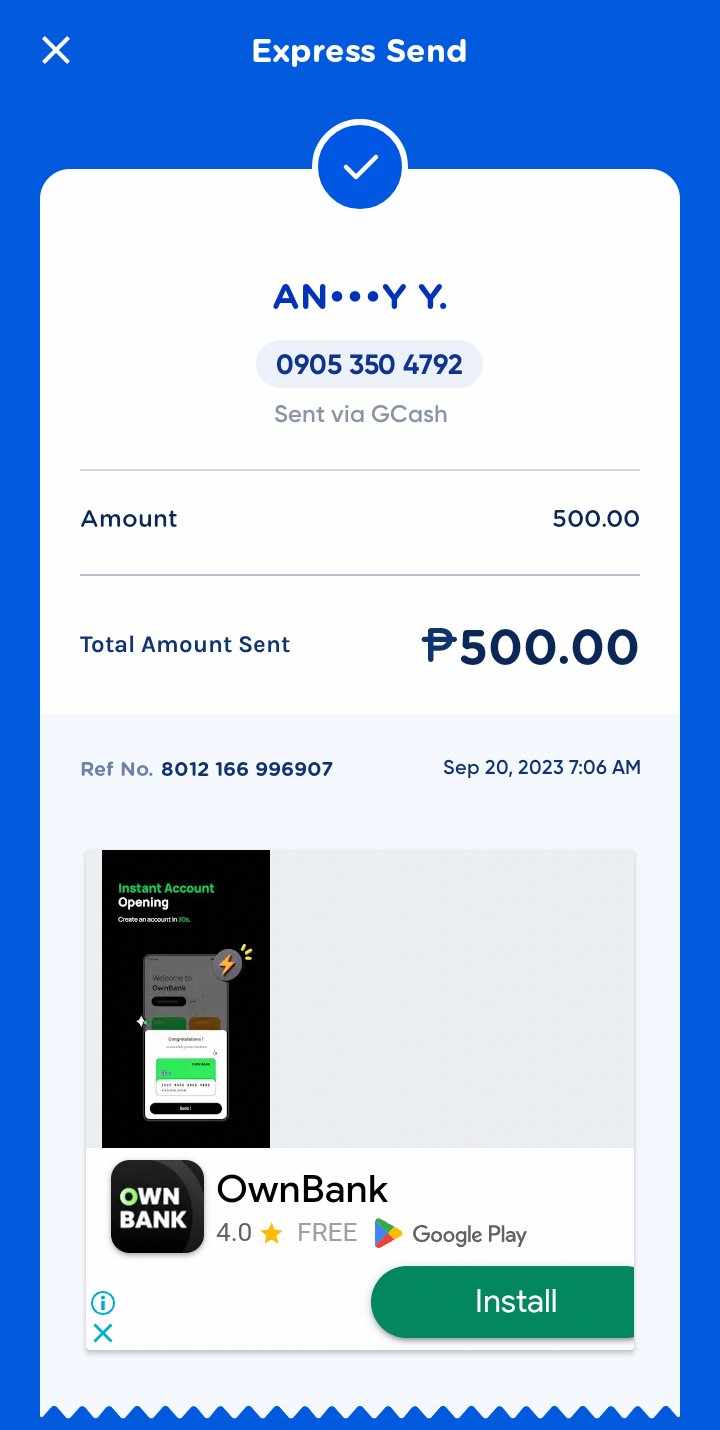 Express Send
AN•••Y Y.
0905 350 4792
Sent via GCash
Amount 500.00
Total Amount Sent ₱500.00
Ref No. 8012 166 996907 Sep 20, 2023 7:06 AM
Instant Account
Opening
Create an account in 30s.
Welcome to
OwnBank
Congratulations!
OWN
BANK
OwnBank
4.0 FREE Google Play
Install